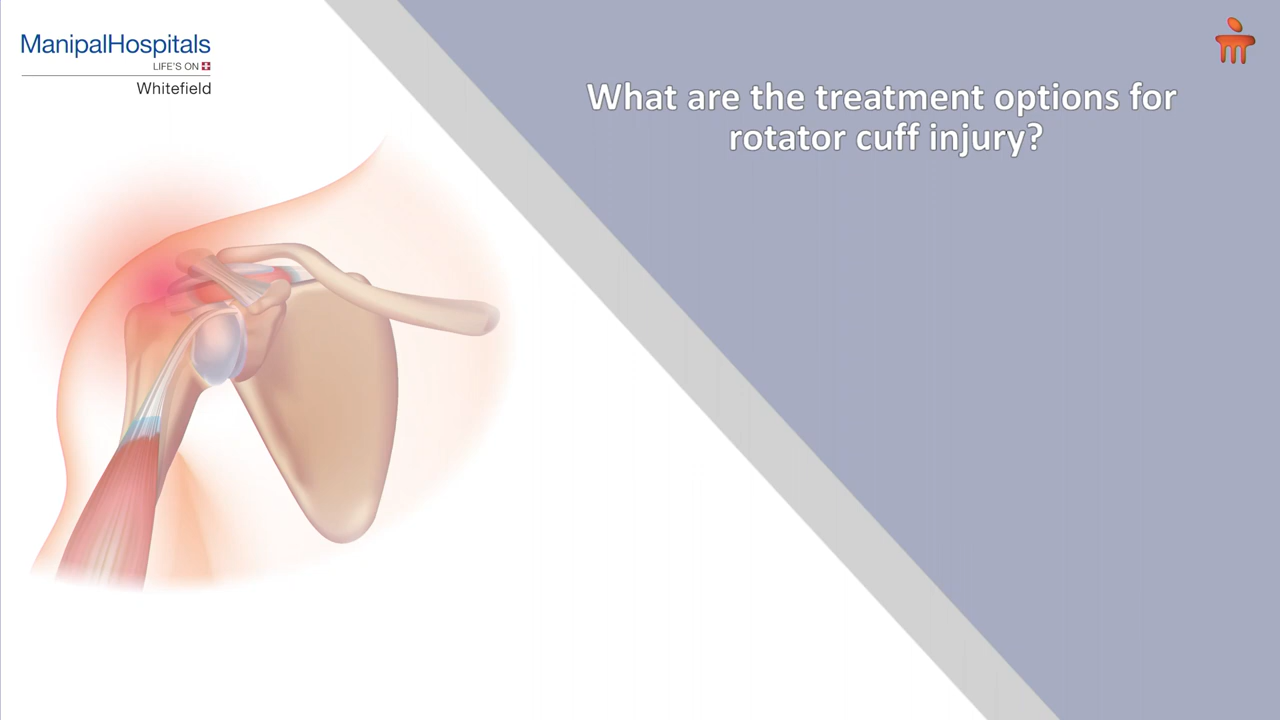 ManipalHospitals
LIFE'S ON
Whitefield
What are the treatment options for
rotator cuff injury?